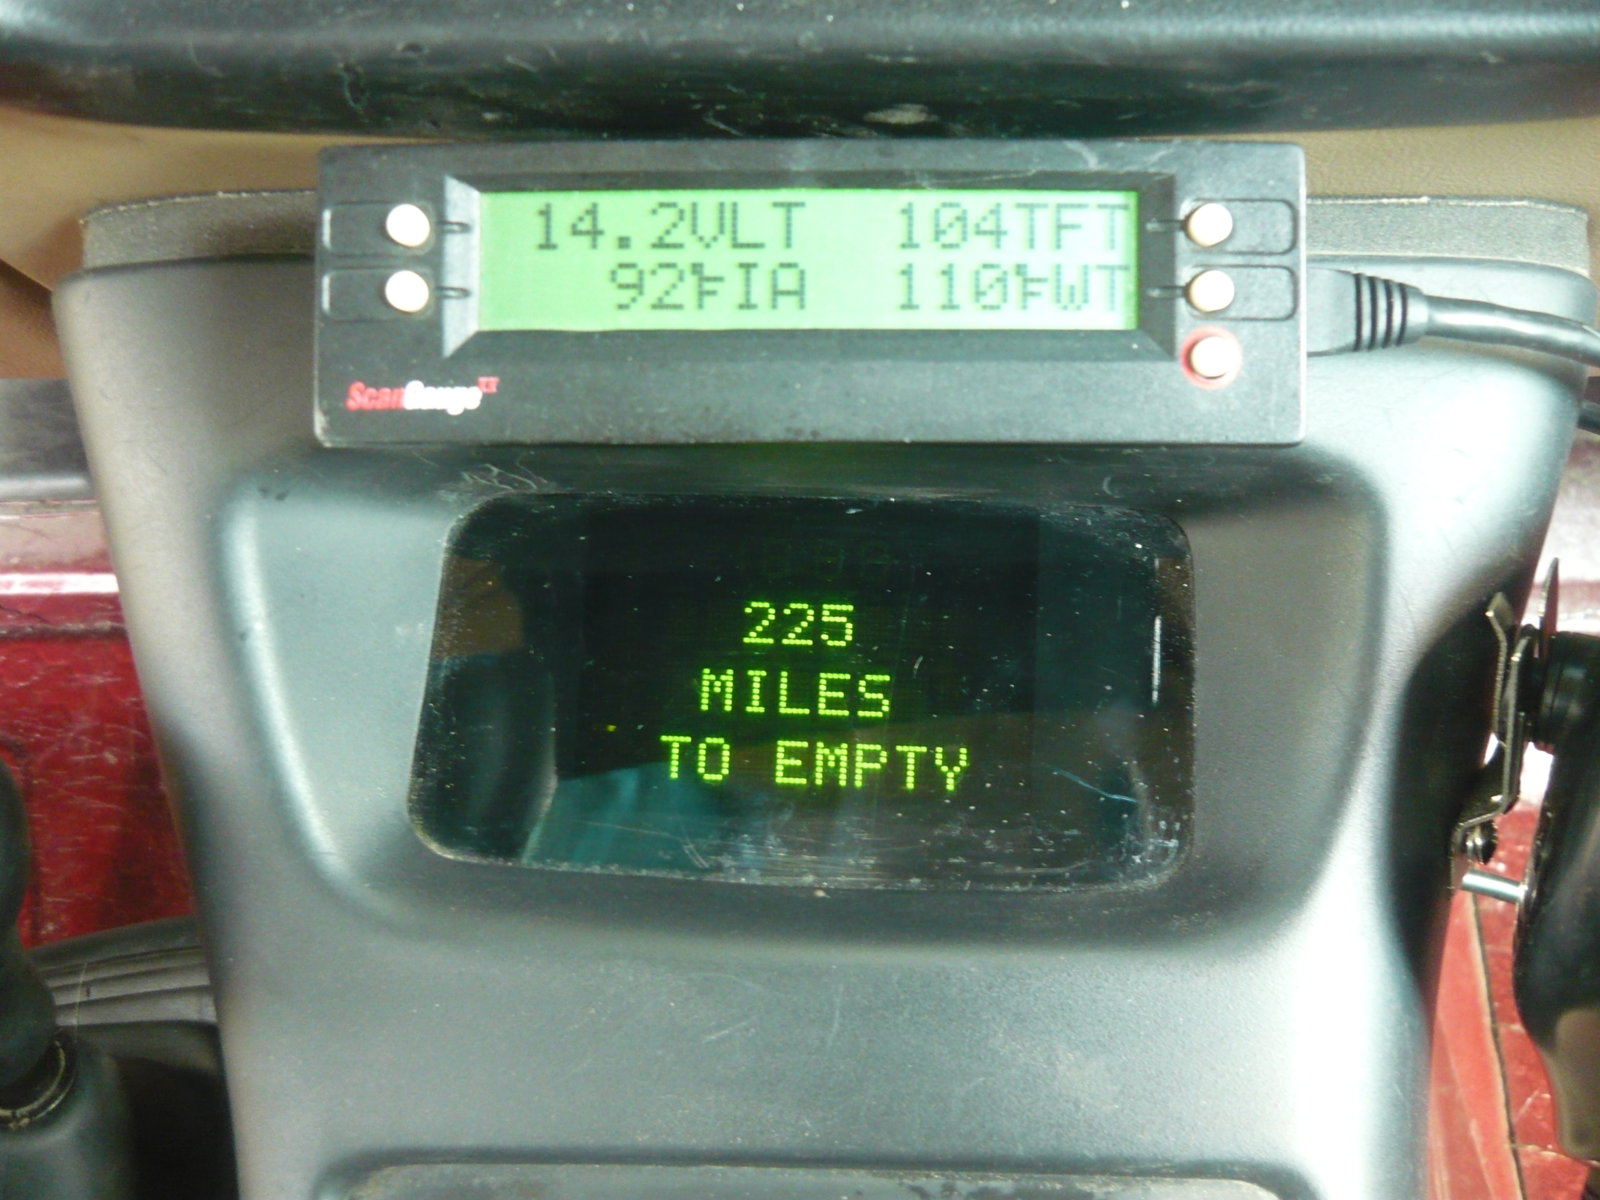 14.2VLT 104TFT
92°FIA 110°FWT
ScanGauge II
225
MILES
TO EMPTY